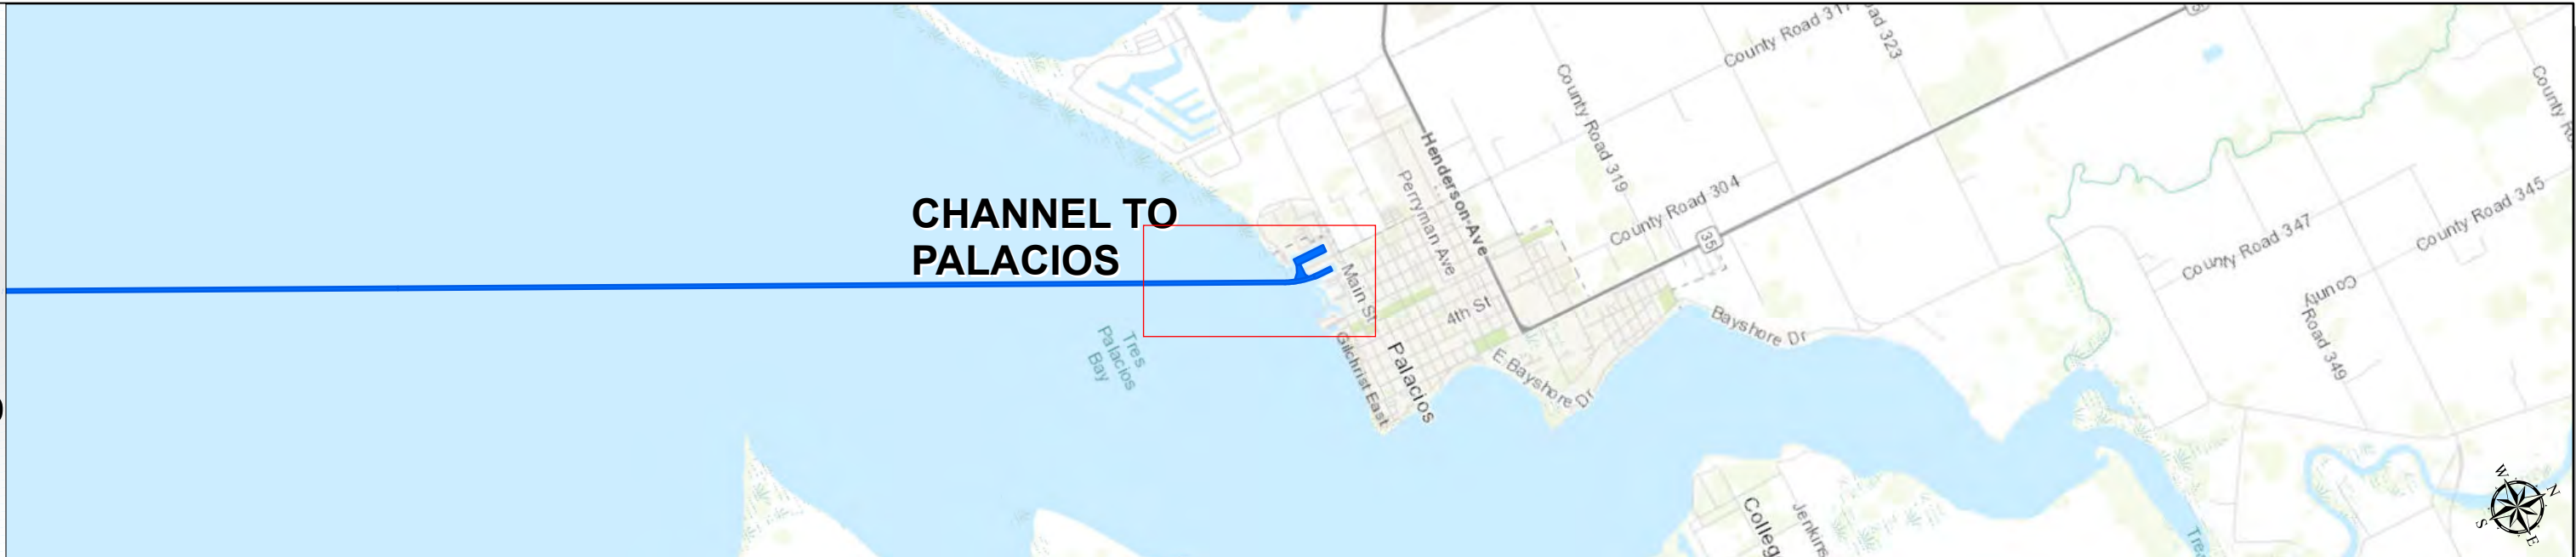 CHANNEL TO
PALACIOS
Tres
Palacios
Bay
Main St
Gilchrist East
Palacios
4th St
Perryman Ave
Henderson Ave
E Bayshore Dr
Bayshore Dr
35
County Road 304
County Road 319
County Road 317
County Road 347
County Road 345
County
Road 349
W
N
S
E